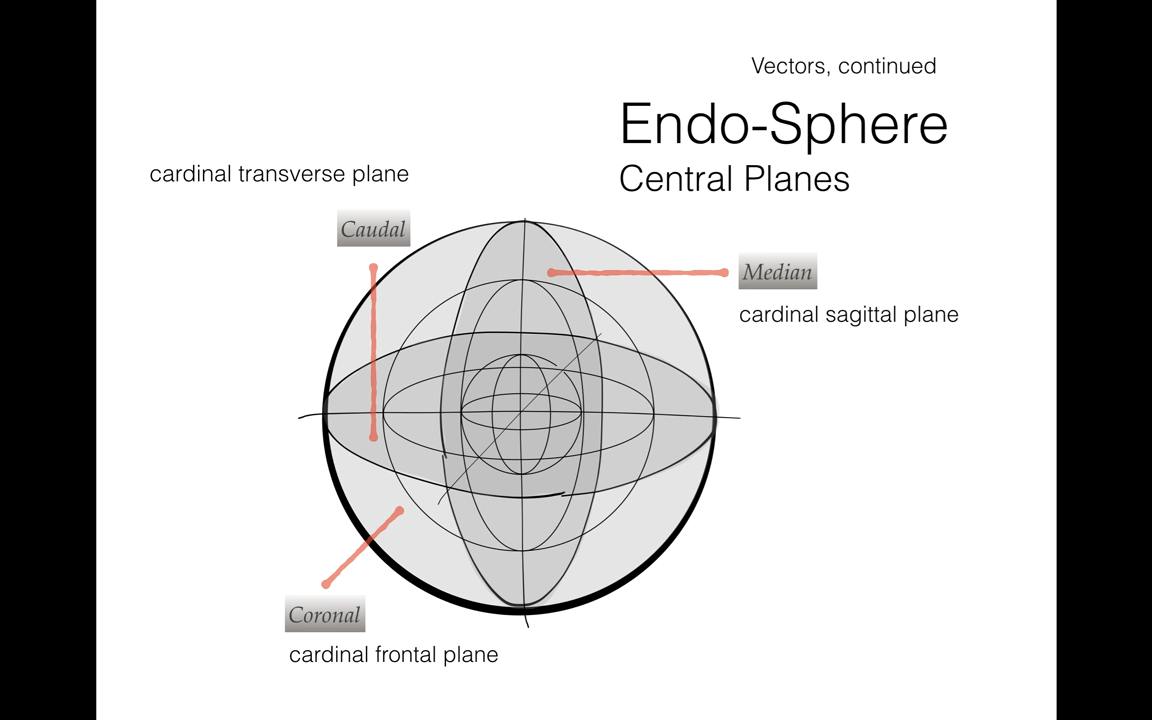 Vectors, continued
Endo-Sphere
Central Planes
cardinal transverse plane
Caudal
Median
cardinal sagittal plane
Coronal
cardinal frontal plane